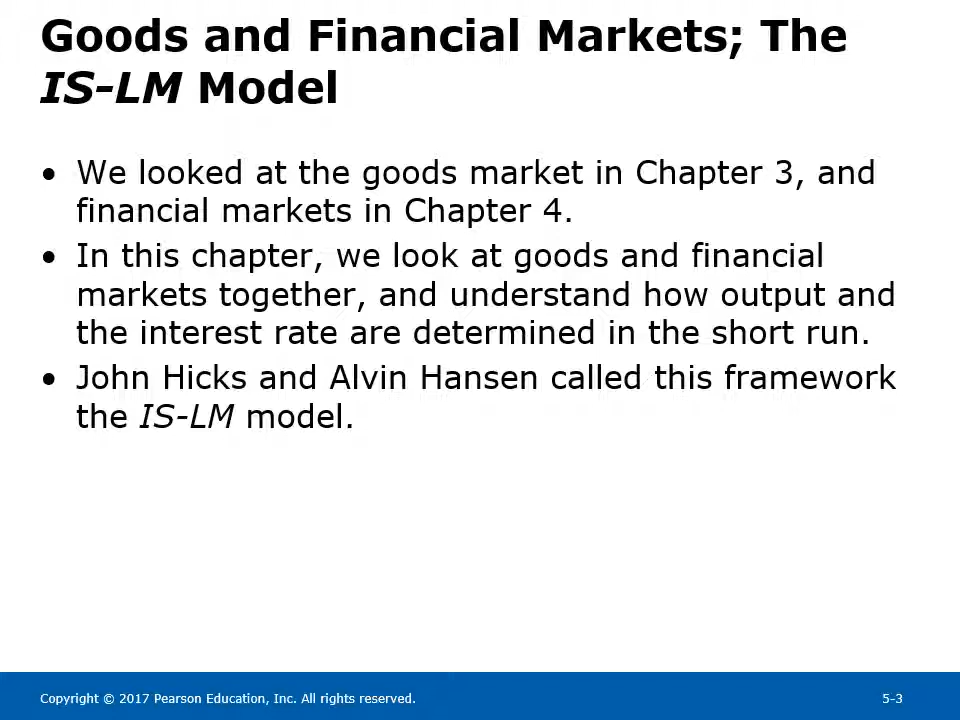 Goods and Financial Markets; The
IS-LM Model
• We looked at the goods market in Chapter 3, and
financial markets in Chapter 4.
• In this chapter, we look at goods and financial
markets together, and understand how output and
the interest rate are determined in the short run.
• John Hicks and Alvin Hansen called this framework
the IS-LM model.
Copyright © 2017 Pearson Education, Inc. All rights reserved.
5-3